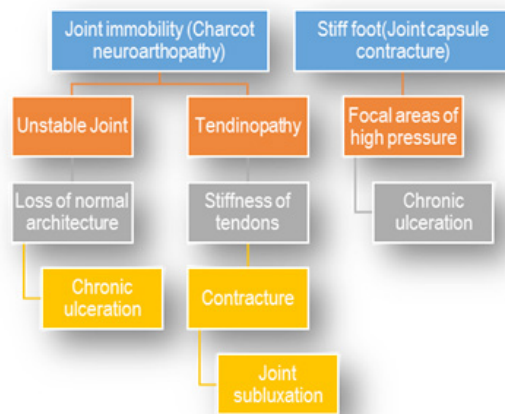 Joint immobility (Charcot
neuroarthopathy)
Stiff foot(Joint capsule
contracture)
Unstable Joint
Tendinopathy
Focal areas of
high pressure
Loss of normal
architecture
Stiffness of
tendons
Chronic
ulceration
Chronic
ulceration
Contracture
Joint
subluxation